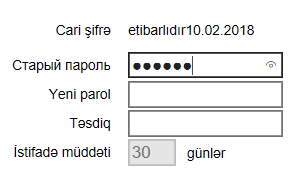 Cari şifrə etibarlıdır10.02.2018
Старый пароль ●●●●●●
Yeni parol
Təsdiq
İstifadə müddəti 30 günlər